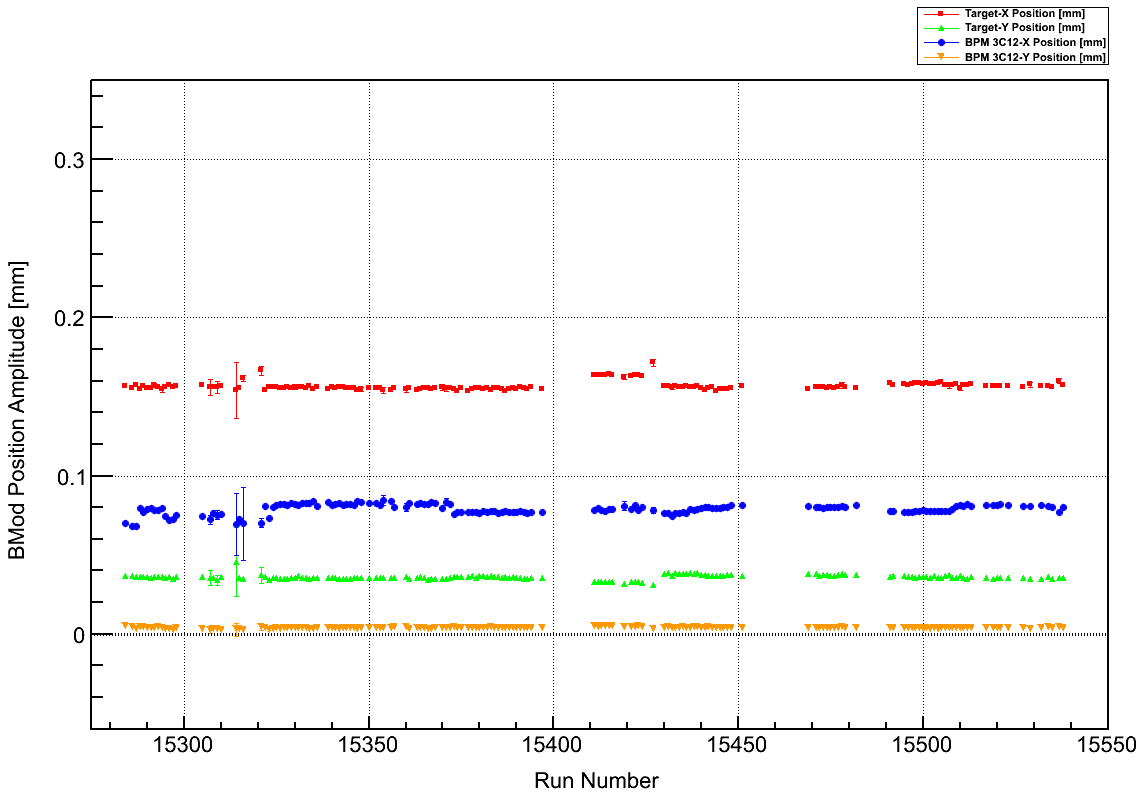 Target-X Position [mm]
Target-Y Position [mm]
BPM 3C12-X Position [mm]
BPM 3C12-Y Position [mm]
BMod Position Amplitude [mm]
0.3
0.2
0.1
0
15300 15350 15400 15450 15500 15550
Run Number